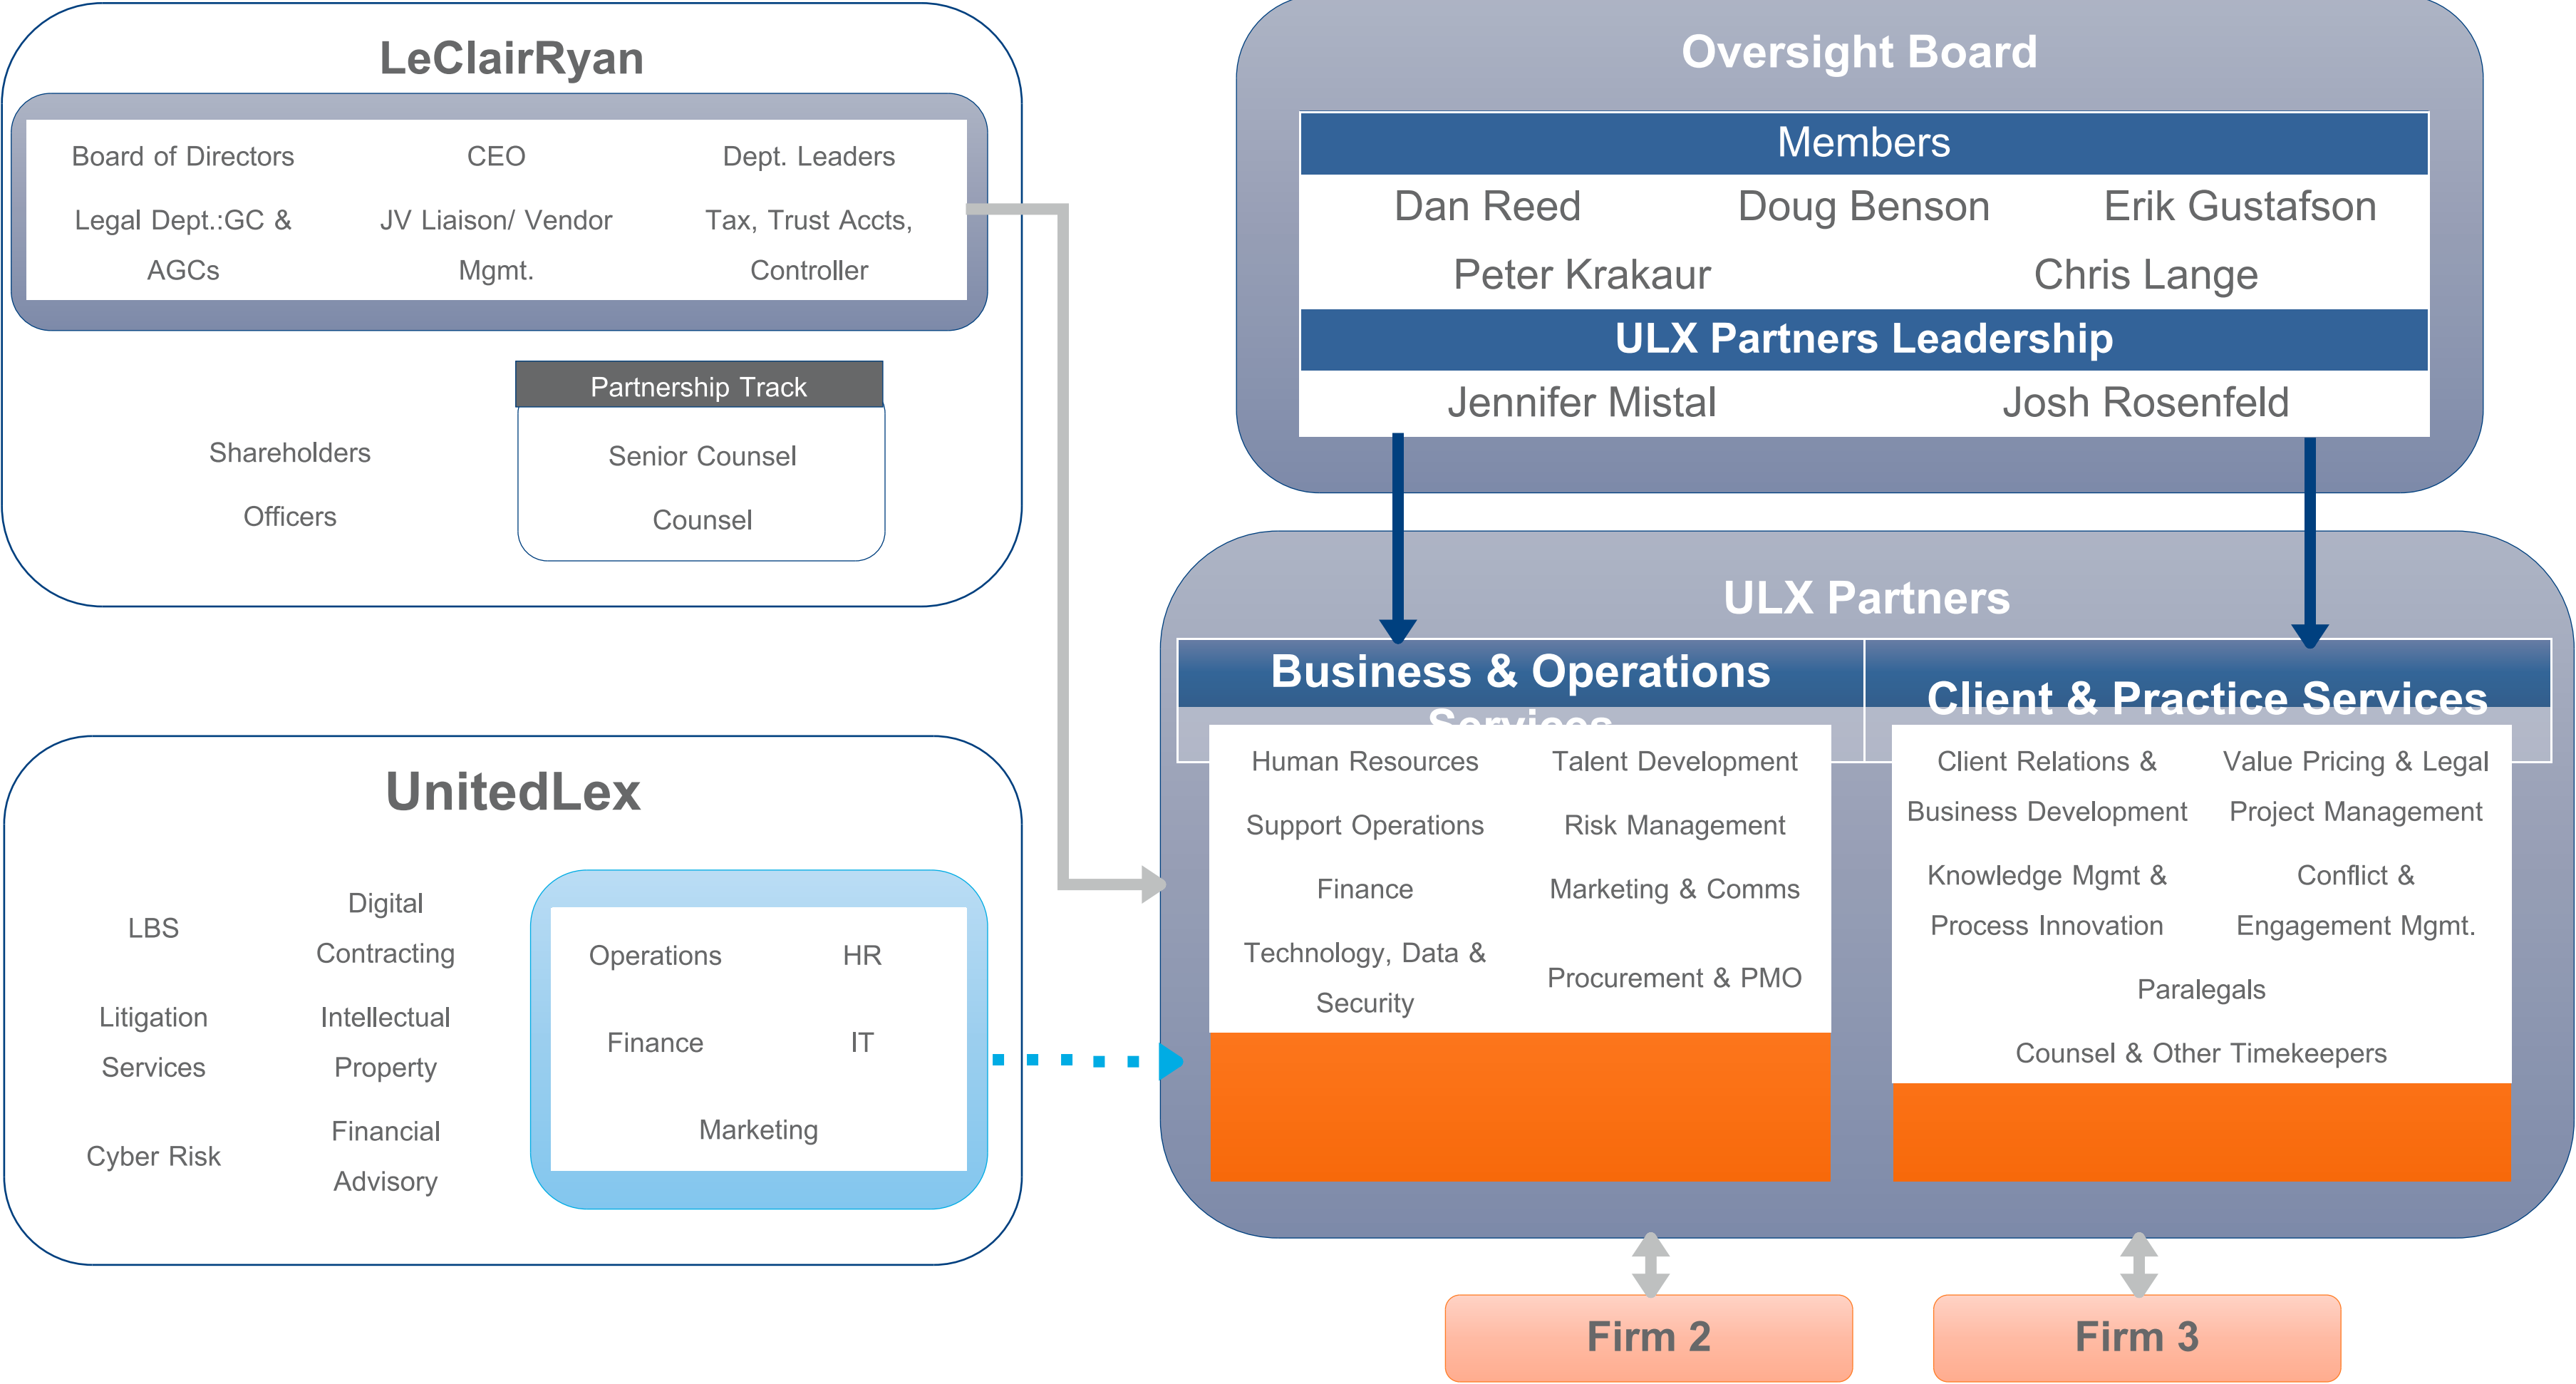 LeClairRyan
Board of Directors
CEO
Dept. Leaders
Legal Dept.:GC &
AGCs
JV Liaison/ Vendor
Mgmt.
Tax, Trust Accts,
Controller
Shareholders
Officers
Partnership Track
Senior Counsel
Counsel
UnitedLex
LBS
Digital
Contracting
Litigation
Services
Intellectual
Property
Cyber Risk
Financial
Advisory
Operations
HR
Finance
IT
Marketing
Oversight Board
Members
Dan Reed
Doug Benson
Erik Gustafson
Peter Krakaur
Chris Lange
ULX Partners Leadership
Jennifer Mistal
Josh Rosenfeld
ULX Partners
Business & Operations
Services
Human Resources
Talent Development
Support Operations
Risk Management
Finance
Marketing & Comms
Technology, Data &
Security
Procurement & PMO
Client & Practice Services
Client Relations &
Business Development
Value Pricing & Legal
Project Management
Knowledge Mgmt &
Process Innovation
Conflict &
Engagement Mgmt.
Paralegals
Counsel & Other Timekeepers
Firm 2
Firm 3